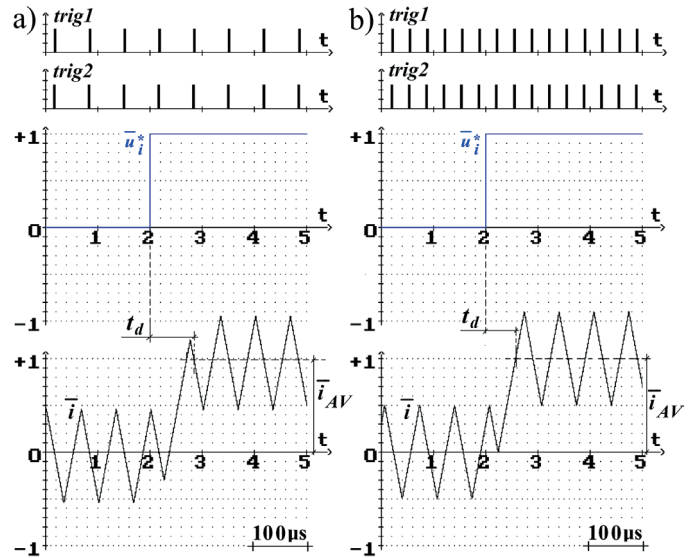 a)
trig1
t
trig2
t
+1
u̅i*
t
0
1 2 3 4 5
−1
td
+1
i̅
i̅AV
t
0
1 2 3 4 5
100µs
−1
b)
trig1
t
trig2
t
+1
u̅i*
t
0
1 2 3 4 5
−1
td
+1
i̅
i̅AV
t
0
1 2 3 4 5
100µs
−1